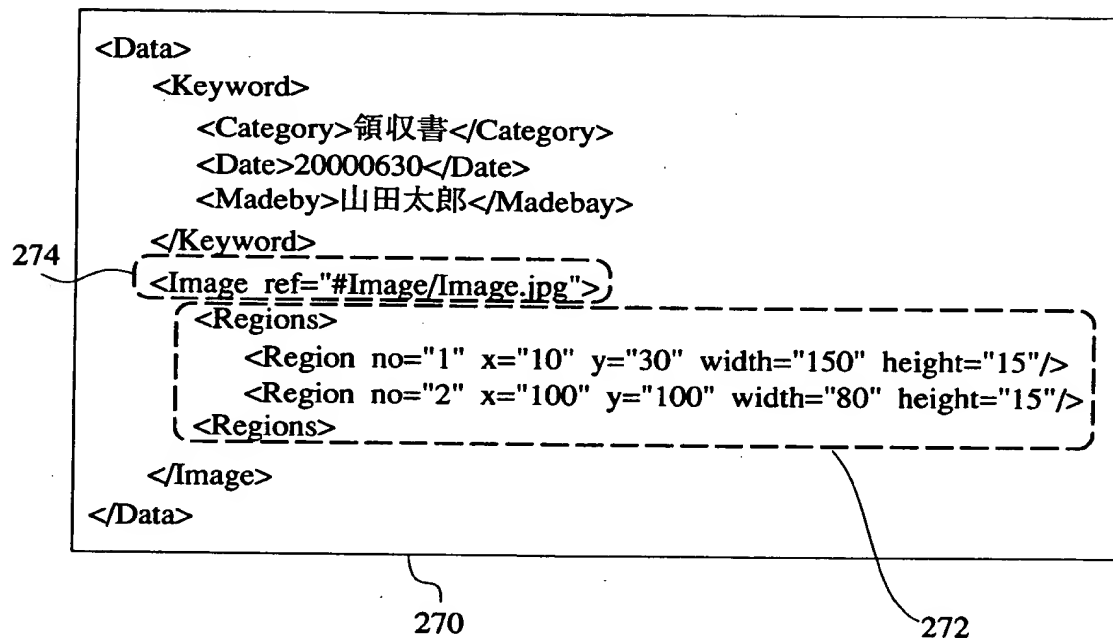 <Data>
<Keyword>
<Category>領収書</Category>
<Date>20000630</Date>
<Madeby>山田太郎</Madebay>
</Keyword>
274
<Image ref="#Image/Image.jpg">
<Regions>
<Region no="1" x="10" y="30" width="150" height="15"/>
<Region no="2" x="100" y="100" width="80" height="15"/>
<Regions>
</Image>
</Data>
270
272